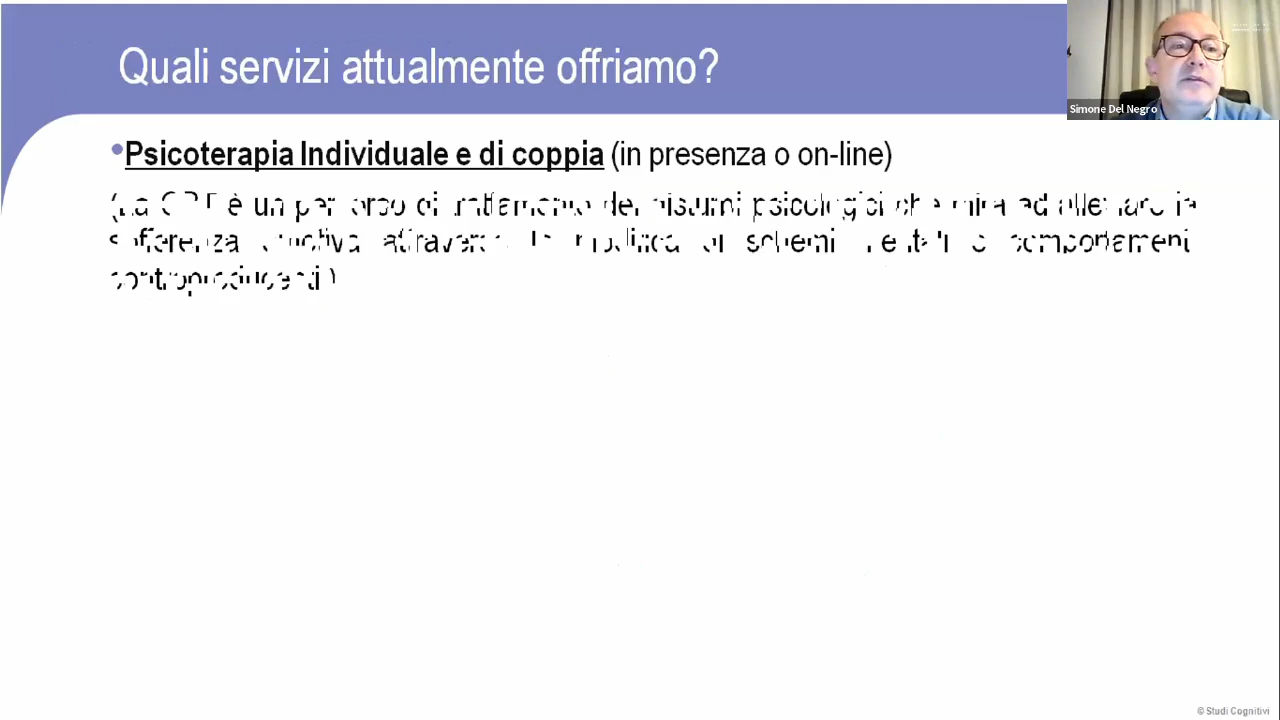 Quali servizi attualmente offriamo?
Simone Del Negro
•Psicoterapia Individuale e di coppia (in presenza o on-line)
(La CBT è un percorso di trattamento dei disturbi psicologici che mira ad alleviare la
sofferenza emotiva attraverso la modifica di schemi mentali o comportamenti
controproducenti)
© Studi Cognitivi